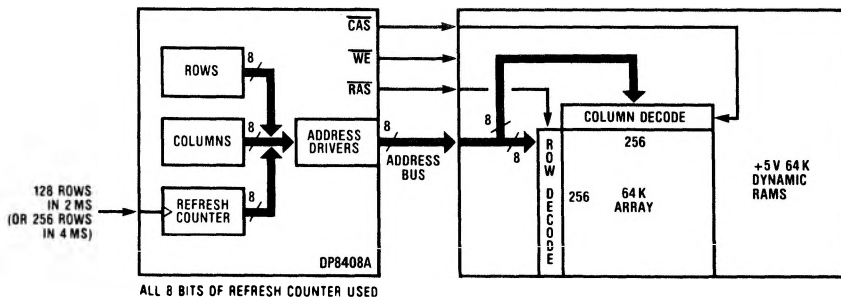 CAS
WE
RAS
ROWS
8
COLUMNS
8
REFRESH
COUNTER
8
ADDRESS
DRIVERS
8
ADDRESS
BUS
128 ROWS
IN 2 MS
(OR 256 ROWS
IN 4 MS)
DP8408A
ALL 8 BITS OF REFRESH COUNTER USED
8
8
COLUMN DECODE
ROW DECODE
256
256
64K
ARRAY
+5V 64K
DYNAMIC
RAMS